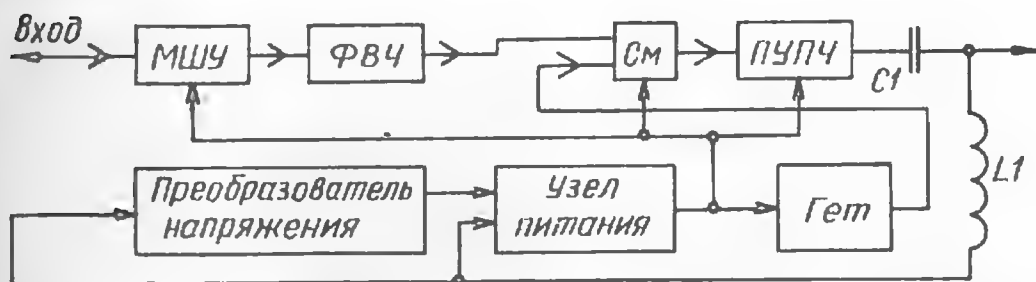 Вход
МШУ
ФВЧ
См
ПУПЧ
С1
L1
Преобразователь
напряжения
Узел
питания
Гет